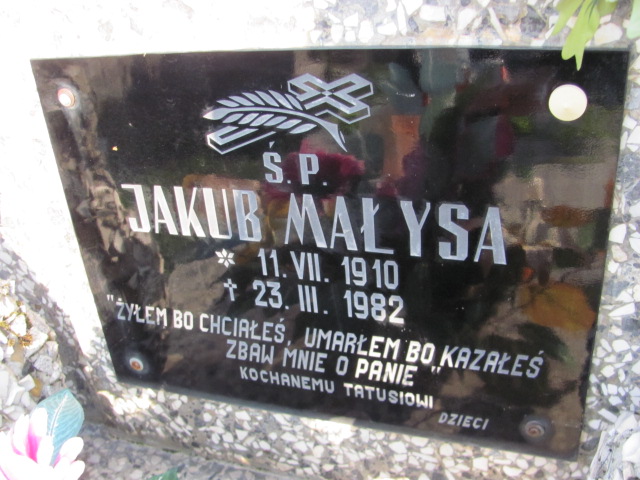 Ś.P.
JAKUB MAŁYSA
* 11. VII. 1910
† 23. III. 1982
"ŻYŁEM BO CHCIAŁEŚ, UMARŁEM BO KAZAŁEŚ
ZBAW MNIE O PANIE"
KOCHANEMU TATUSIOWI
DZIECI